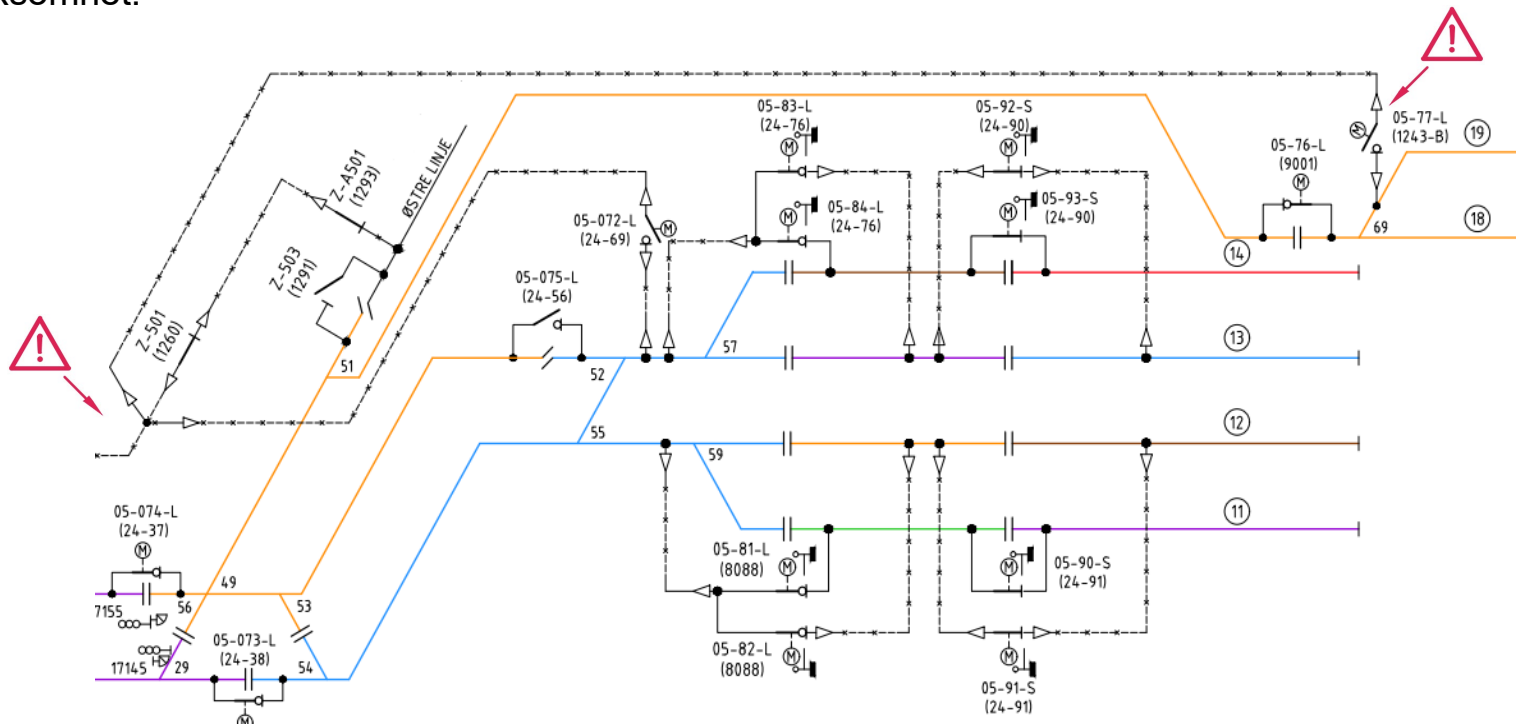 ksomhet.
05-83-L
(24-76)
05-92-S
(24-90)
05-77-L
(1243-B)
19
05-76-L
(9001)
M
Z-A501
(1293)
ØSTRE LINJE
05-84-L
(24-76)
05-93-S
(24-90)
05-072-L
(24-69)
M
18
69
14
Z-503
(1291)
05-075-L
(24-56)
Z-501
(1260)
51
57
13
52
55
59
12
05-074-L
(24-37)
M
11
05-81-L
(8088)
M
05-90-S
(24-91)
M
7155
56
49
53
05-073-L
(24-38)
17145
29
54
05-82-L
(8088)
M
05-91-S
(24-91)
M
M